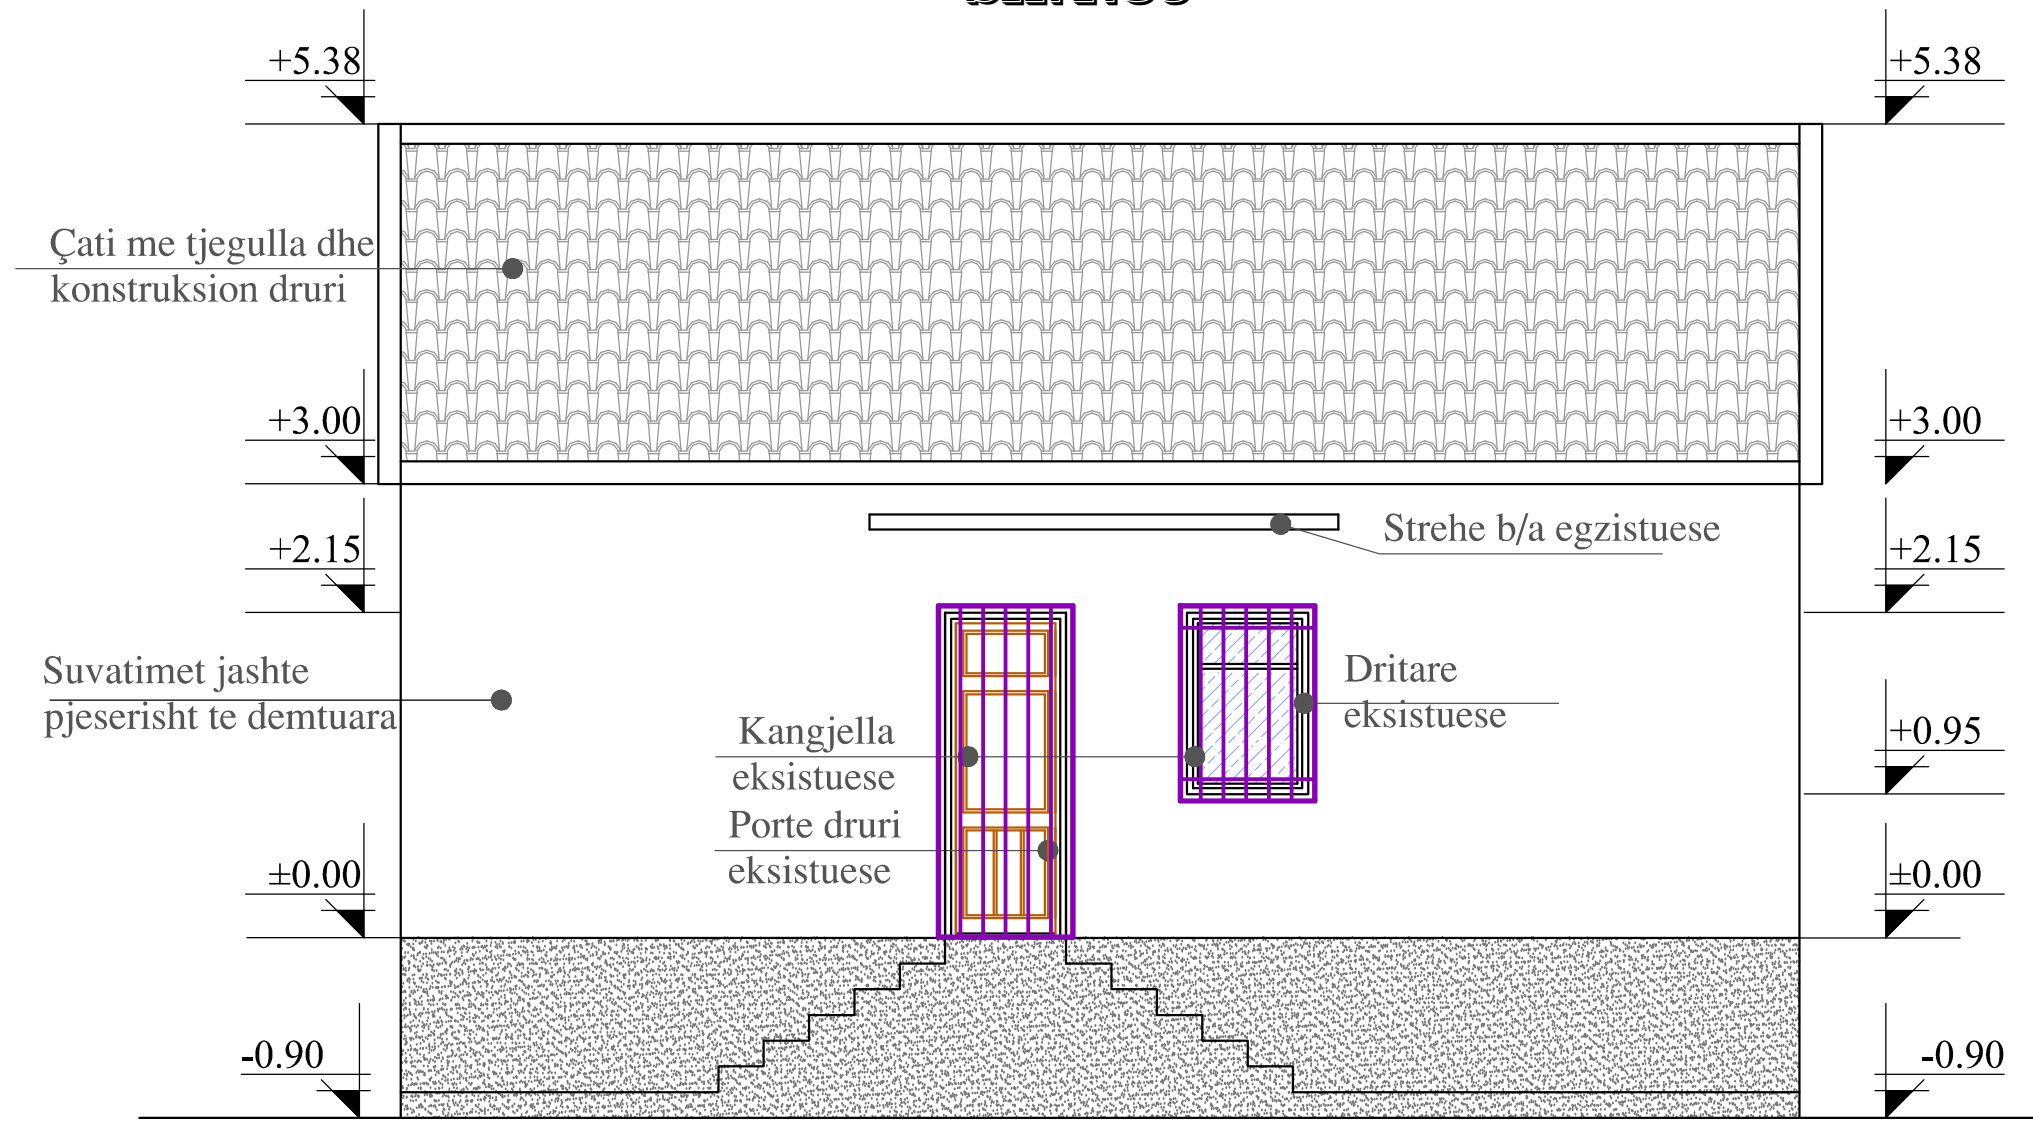 +5.38
+5.38
Çati me tjegulla dhe
konstruksion druri
+3.00
+3.00
Strehe b/a egzistuese
+2.15
+2.15
Suvatimet jashte
pjeserisht te demtuara
Dritare
eksistuese
Kangjella
eksistuese
+0.95
Porte druri
eksistuese
±0.00
±0.00
-0.90
-0.90